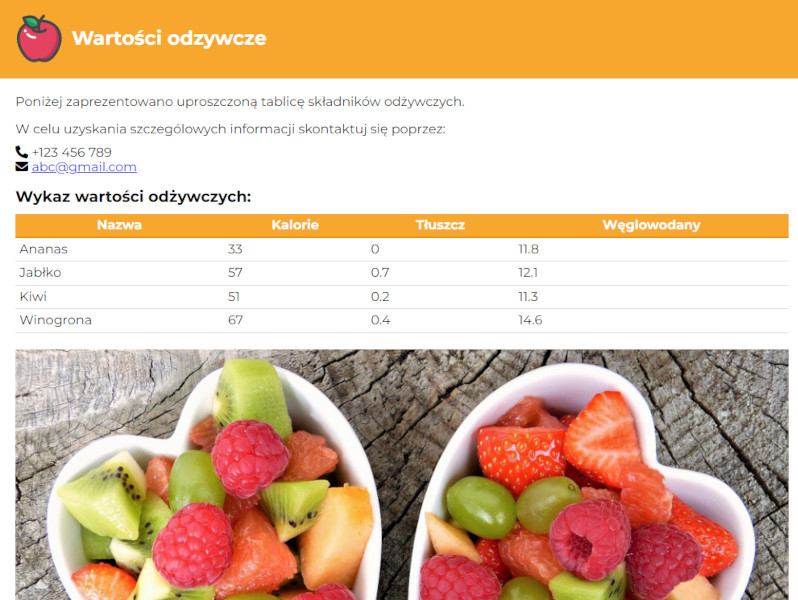 Wartości odzywcze
Poniżej zaprezentowano uproszczoną tablicę składników odżywczych.
W celu uzyskania szczególowych informacji skontaktuj się poprzez:
+123 456 789
abc@gmail.com
Wykaz wartości odżywczych:
Nazwa Kalorie Tłuszcz Węglowodany
Ananas 33 0 11.8
Jabłko 57 0.7 12.1
Kiwi 51 0.2 11.3
Winogrona 67 0.4 14.6